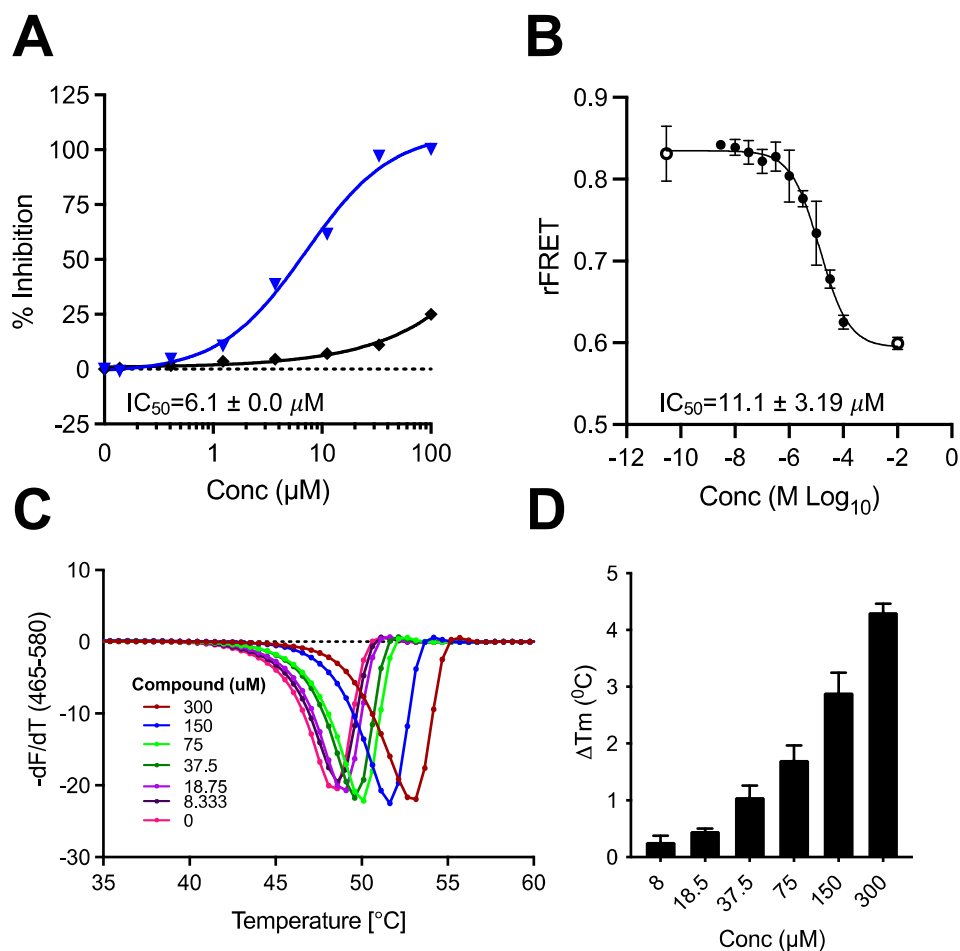 A
125
100
75
50
25
0
-25
% Inhibition
IC50=6.1 ± 0.0 µM
0 1 10 100
Conc (µM)
B
0.9
0.8
0.7
0.6
0.5
rFRET
IC50=11.1 ± 3.19 µM
-12 -10 -8 -6 -4 -2 0
Conc (M Log10)
C
10
0
-10
-20
-30
-dF/dT (465-580)
Compound (uM)
300
150
75
37.5
18.75
8.333
0
35 40 45 50 55 60
Temperature [°C]
D
5
4
3
2
1
0
ΔTm (⁰C)
8 18.5 37.5 75 150 300
Conc (µM)